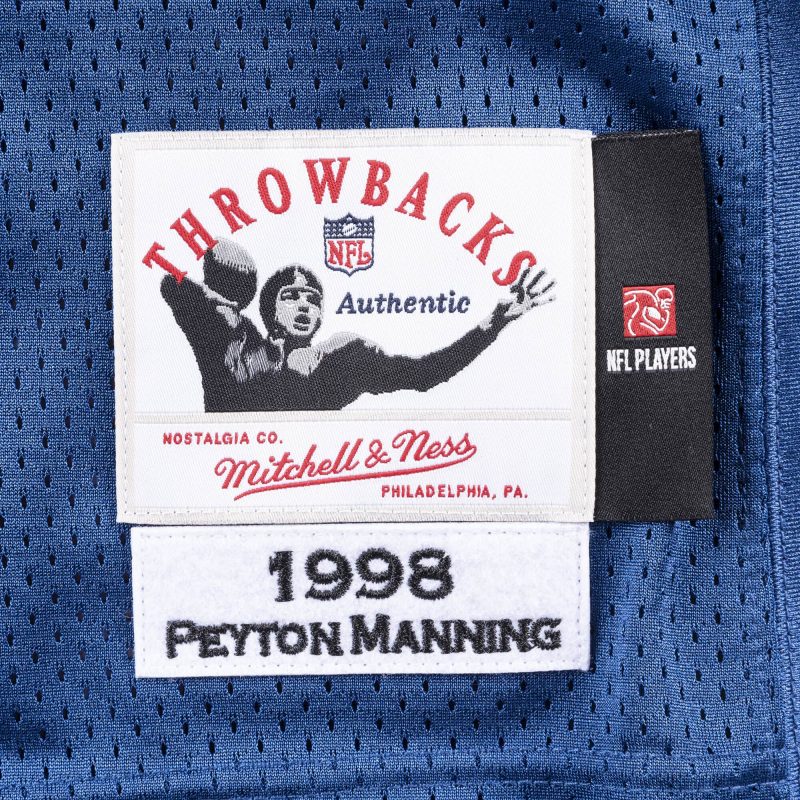 THROWBACKS
NFL
Authentic
NFL PLAYERS
NOSTALGIA CO.
Mitchell & Ness
PHILADELPHIA, PA.
1998
PEYTON MANNING